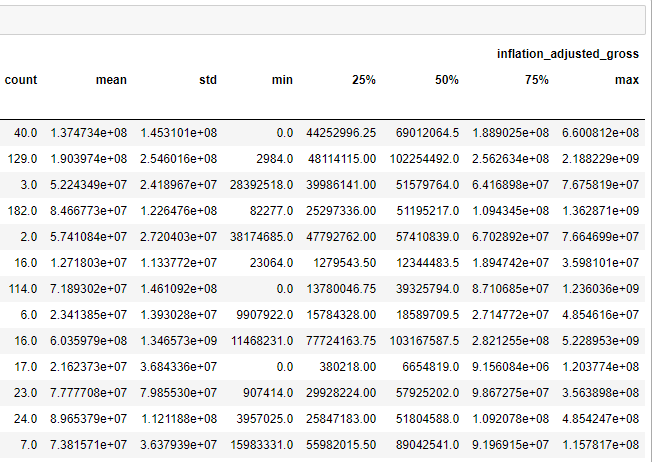 inflation_adjusted_gross
count mean std min 25% 50% 75% max
40.0 1.374734e+08 1.453101e+08 0.0 44252996.25 69012064.5 1.889025e+08 6.600812e+08
129.0 1.903974e+08 2.546016e+08 2984.0 48114115.00 102254492.0 2.562634e+08 2.188229e+09
3.0 5.224349e+07 2.418967e+07 28392518.0 39986141.00 51579764.0 6.416898e+07 7.675819e+07
182.0 8.466773e+07 1.226476e+08 82277.0 25297336.00 51195217.0 1.094345e+08 1.362871e+09
2.0 5.741084e+07 2.720403e+07 38174685.0 47792762.00 57410839.0 6.702892e+07 7.664699e+07
16.0 1.271803e+07 1.133772e+07 23064.0 1279543.50 12344483.5 1.894742e+07 3.598101e+07
114.0 7.189302e+07 1.461092e+08 0.0 13780046.75 39325794.0 8.710685e+07 1.236036e+09
6.0 2.341385e+07 1.393028e+07 9907922.0 15784328.00 18589709.5 2.714772e+07 4.854616e+07
16.0 6.035979e+08 1.346573e+09 11468231.0 77724163.75 103167587.5 2.821255e+08 5.228953e+09
17.0 2.162373e+07 3.684336e+07 0.0 380218.00 6654819.0 9.156084e+06 1.203774e+08
23.0 7.777708e+07 7.985530e+07 907414.0 29928224.00 57925202.0 9.867275e+07 3.563898e+08
24.0 8.965379e+07 1.121188e+08 3957025.0 25847183.00 51804588.0 1.092078e+08 4.854247e+08
7.0 7.381571e+07 3.637939e+07 15983331.0 55982015.50 89042541.0 9.196915e+07 1.157817e+08